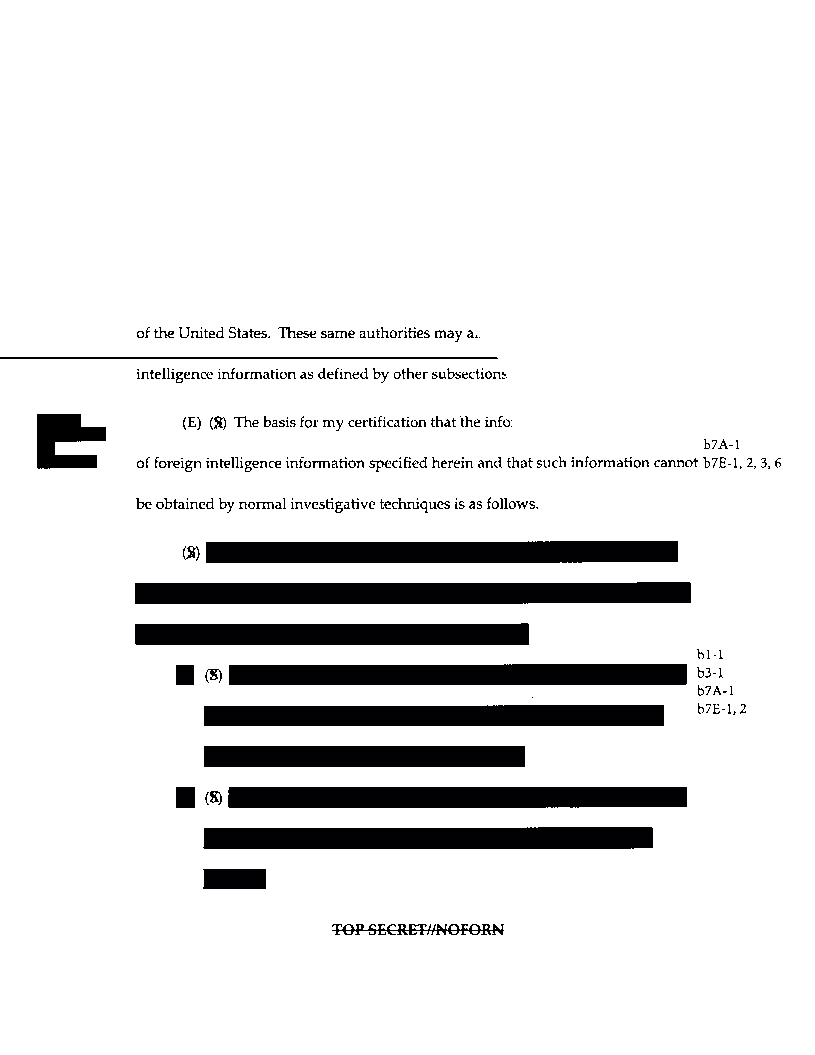 of the United States. These same authorities may a
intelligence information as defined by other subsections
(E) (S) The basis for my certification that the info
b7A-1
of foreign intelligence information specified herein and that such information cannot b7E-1, 2, 3, 6
be obtained by normal investigative techniques is as follows.
(S)
b1-1
(S) b3-1
b7A-1
b7E-1, 2
(S)
TOP SECRET//NOFORN